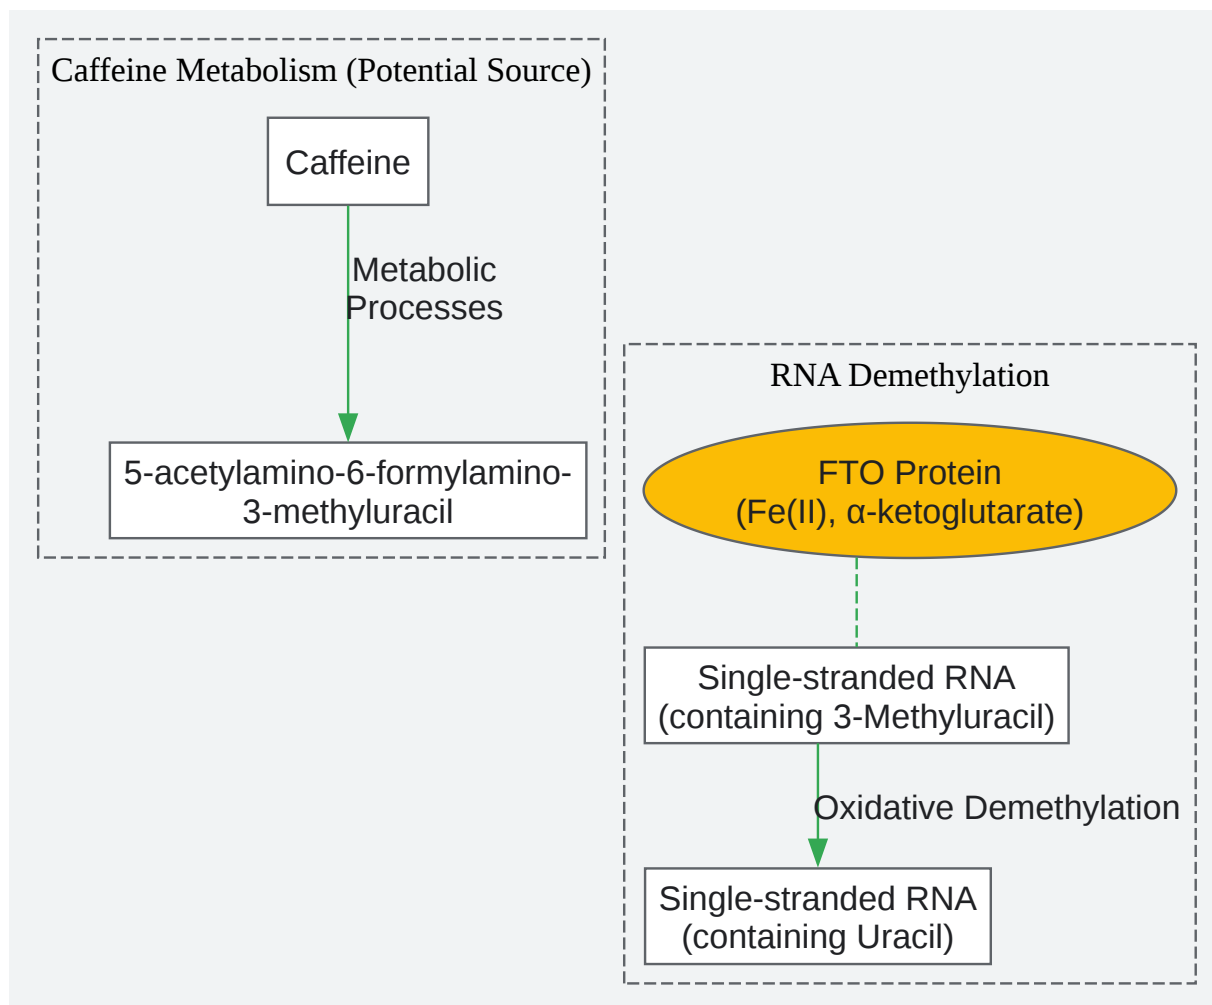 Caffeine Metabolism (Potential Source)
Caffeine
Metabolic
Processes
5-acetylamino-6-formylamino-
3-methyluracil
RNA Demethylation
FTO Protein
(Fe(II), α-ketoglutarate)
Single-stranded RNA
(containing 3-Methyluracil)
Oxidative Demethylation
Single-stranded RNA
(containing Uracil)